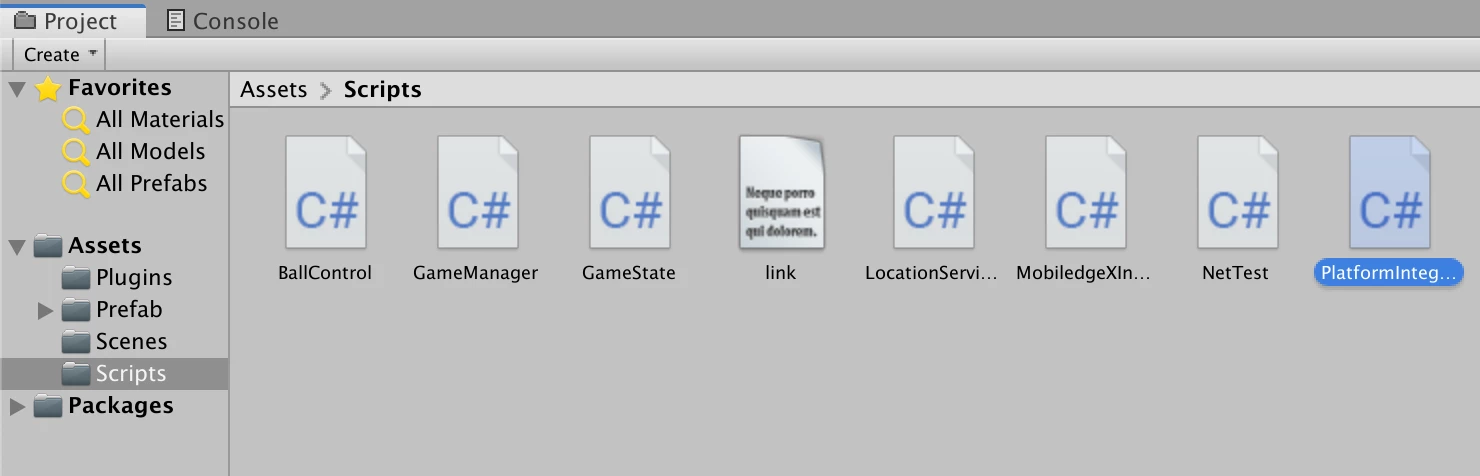 Project Console
Create
Favorites
All Materials
All Models
All Prefabs
Assets
Plugins
Prefab
Scenes
Scripts
Packages
Assets > Scripts
C# C# C# C# C# C# C#
Neque porro
quisquam est
qui dolorem.
BallControl GameManager GameState link LocationServi... MobiledgeXIn... NetTest PlatformInteg...